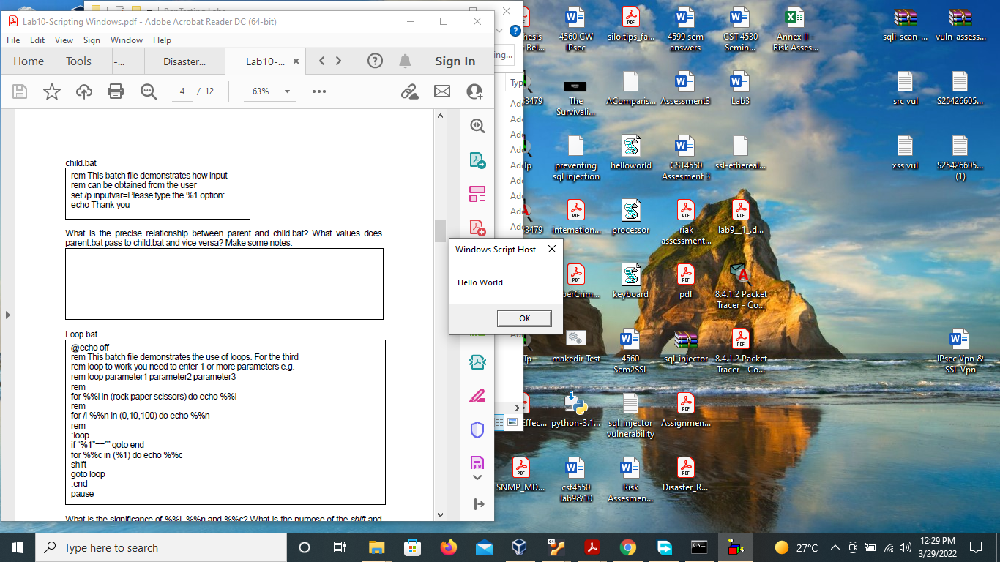 Lab10-Scripting Windows.pdf - Adobe Acrobat Reader DC (64-bit)
File Edit View Sign Window Help
Home Tools -... Disaster... Lab10-... × Sign In
4 / 12 63%
child.bat
rem This batch file demonstrates how input
rem can be obtained from the user
set /p inputvar=Please type the %1 option:
echo Thank you
What is the precise relationship between parent and child.bat? What values does
parent.bat pass to child.bat and vice versa? Make some notes.
Loop.bat
@echo off
rem This batch file demonstrates the use of loops. For the third
rem loop to work you need to enter 1 or more parameters e.g.
rem loop parameter1 parameter2 parameter3
rem
for %%i in (rock paper scissors) do echo %%i
rem
for /l %%n in (0,10,100) do echo %%n
rem
:loop
if “%1”==”” goto end
for %%c in (%1) do echo %%c
shift
goto loop
:end
pause
What is the significance of %%i, %%n and %%c? What is the purpose of the shift and
Windows Script Host
Hello World
OK
4560 CW
IPsec
silo.tips_fa...
4599 sem
answers
CST 4530
Semin...
Annex II -
Risk Asses...
sqli-scan-...
vuln-assess...
The
Survivali...
AComparis...
Assessment3
Lab3
src vul
S25426605...
preventing
sql injection
helloworld
CST4550
Assesment 3
ssl-ethereal...
xss vul
S25426605...
(1)
internation...
processor
riak
assessment...
lab9__1_.d...
keyboard
pdf
8.4.1.2 Packet
Tracer - Co...
makedir Test
4560
Sem2SSL
sql_injector
8.4.1.2 Packet
Tracer - Co...
IPsec Vpn &
SSL Vpn
python-3.1...
sql_injector
vulnerability
Assignmen...
SNMP_MD...
cst4550
lab9&10
Risk
Assesmen...
Disaster_R...
Type here to search
27°C
12:29 PM
3/29/2022